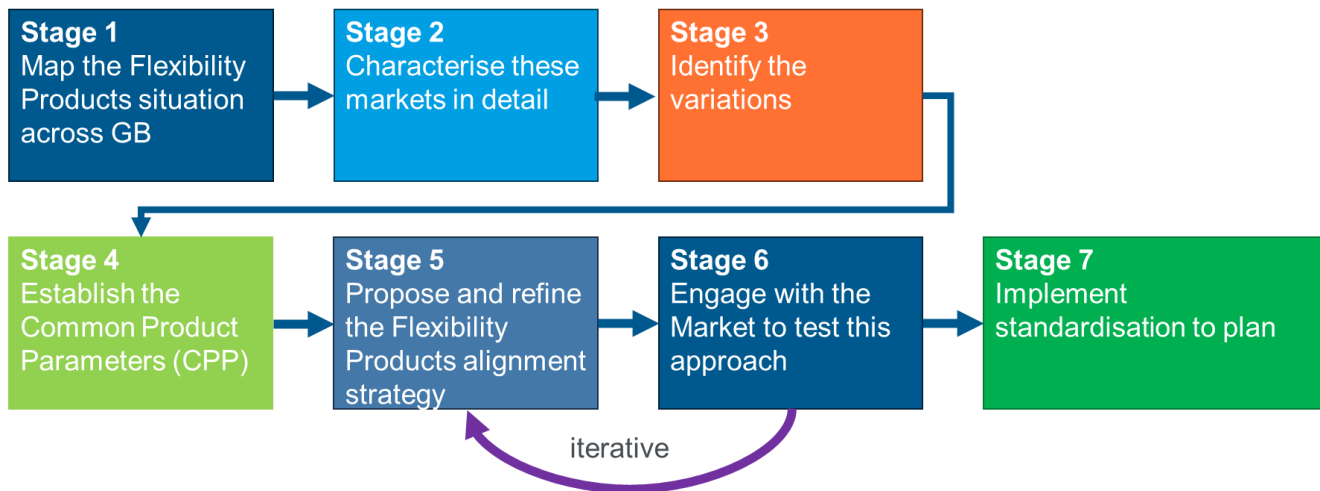 Stage 1
Map the Flexibility
Products situation
across GB
Stage 2
Characterise these
markets in detail
Stage 3
Identify the
variations
Stage 4
Establish the
Common Product
Parameters (CPP)
Stage 5
Propose and refine
the Flexibility
Products alignment
strategy
Stage 6
Engage with the
Market to test this
approach
Stage 7
Implement
standardisation to plan
iterative